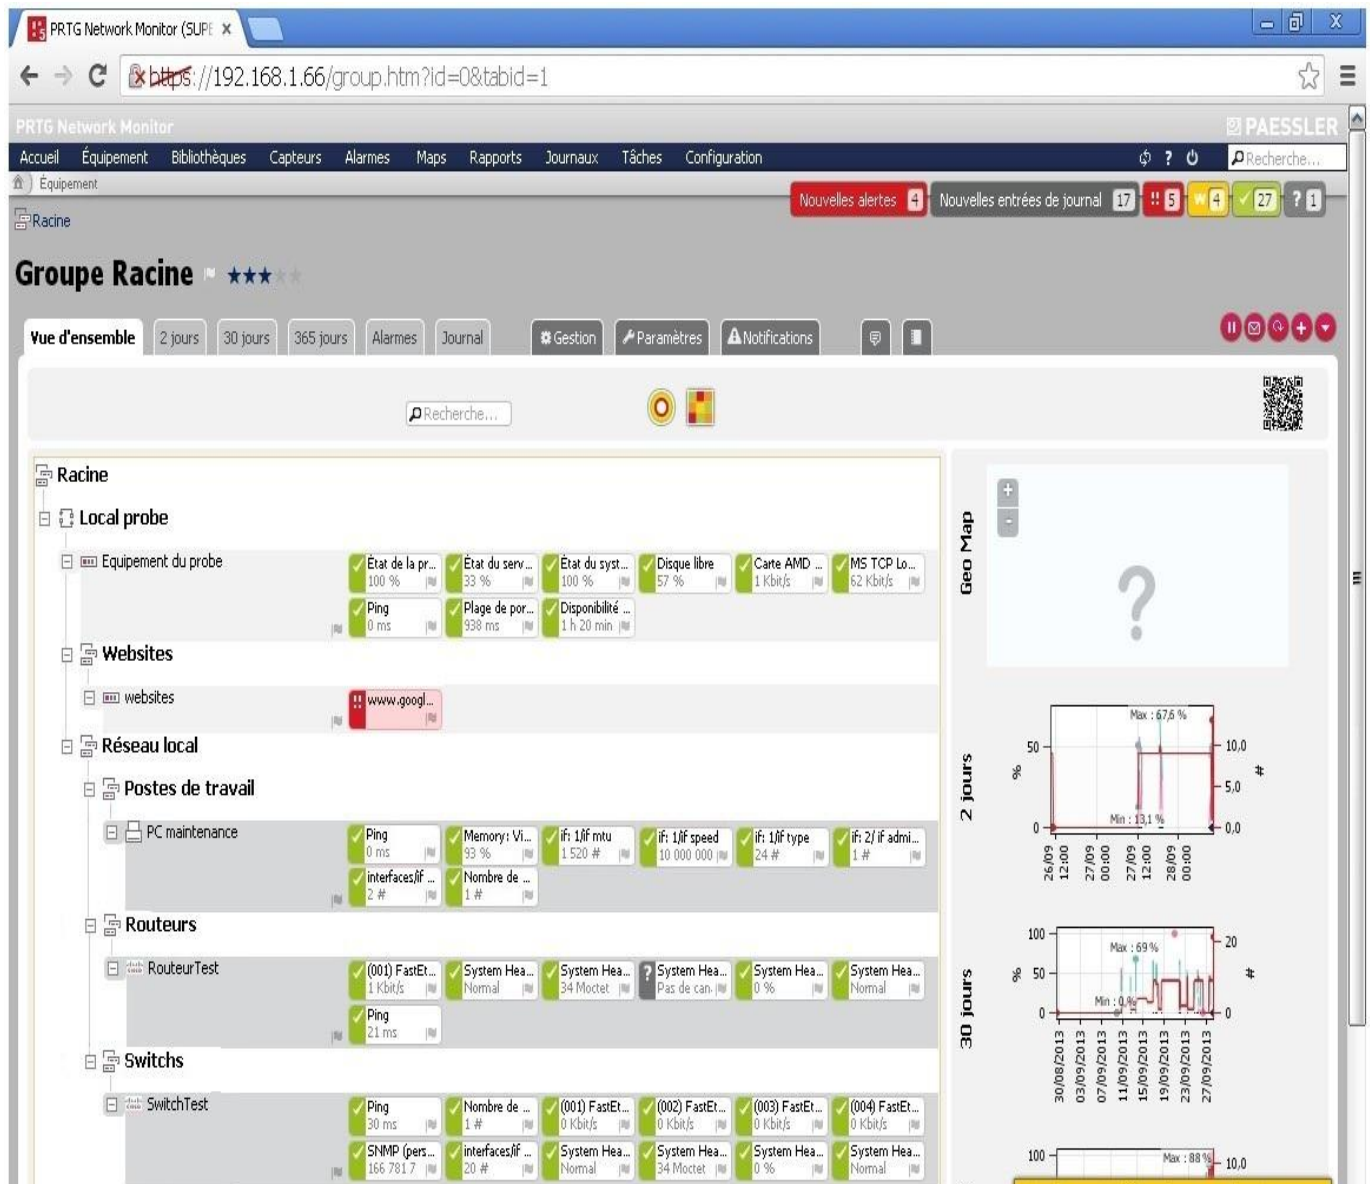 PRTG Network Monitor (SUPE
https://192.168.1.66/group.htm?id=0&tabid=1
PRTG Network Monitor
PAESSLER
Accueil Équipement Bibliothèques Capteurs Alarmes Maps Rapports Journaux Tâches Configuration ? Recherche...
Équipement
Nouvelles alertes 4 Nouvelles entrées de journal 17 !! 5 W 4 27 ? 1
Racine
Groupe Racine
Vue d'ensemble 2 jours 30 jours 365 jours Alarmes Journal Gestion Paramètres Notifications
Recherche...
Racine
Local probe
Equipement du probe
État de la pr... État du serv... État du syst... Disque libre Carte AMD ... MS TCP Lo...
100 % 33 % 100 % 57 % 1 Kbit/s 62 Kbit/s
Ping Plage de por... Disponibilité ...
0 ms 938 ms 1 h 20 min
Websites
websites
!! www.googl...
Réseau local
Postes de travail
PC maintenance
Ping Memory: Vi... if: 1/if mtu if: 1/if speed if: 1/if type if: 2/ if admi...
0 ms 93 % 1 520 # 10 000 000 24 # 1 #
interfaces/if ... Nombre de ...
2 # 1 #
Routeurs
RouteurTest
(001) FastEt... System Hea... System Hea... ? System Hea... System Hea... System Hea...
1 Kbit/s Normal 34 Moctet Pas de can. 0 % Normal
Ping
21 ms
Switchs
SwitchTest
Ping Nombre de ... (001) FastEt... (002) FastEt... (003) FastEt... (004) FastEt...
30 ms 1 # 0 Kbit/s 0 Kbit/s 0 Kbit/s 0 Kbit/s
SNMP (pers... interfaces/if ... System Hea... System Hea... System Hea... System Hea...
166 781 7 20 # Normal 34 Moctet 0 % Normal
Geo Map
+
-
?
2 jours
Max : 67,6 %
50
10,0
%
#
5,0
Min : 13,1 %
0
0,0
26/09 12:00
27/09 00:00
27/09 12:00
28/09 00:00
30 jours
100
20
Max : 69 %
%
#
50
Min : 0 %
0
0
30/08/2013
03/09/2013
07/09/2013
11/09/2013
15/09/2013
19/09/2013
23/09/2013
27/09/2013
100
Max : 88 %
10,0